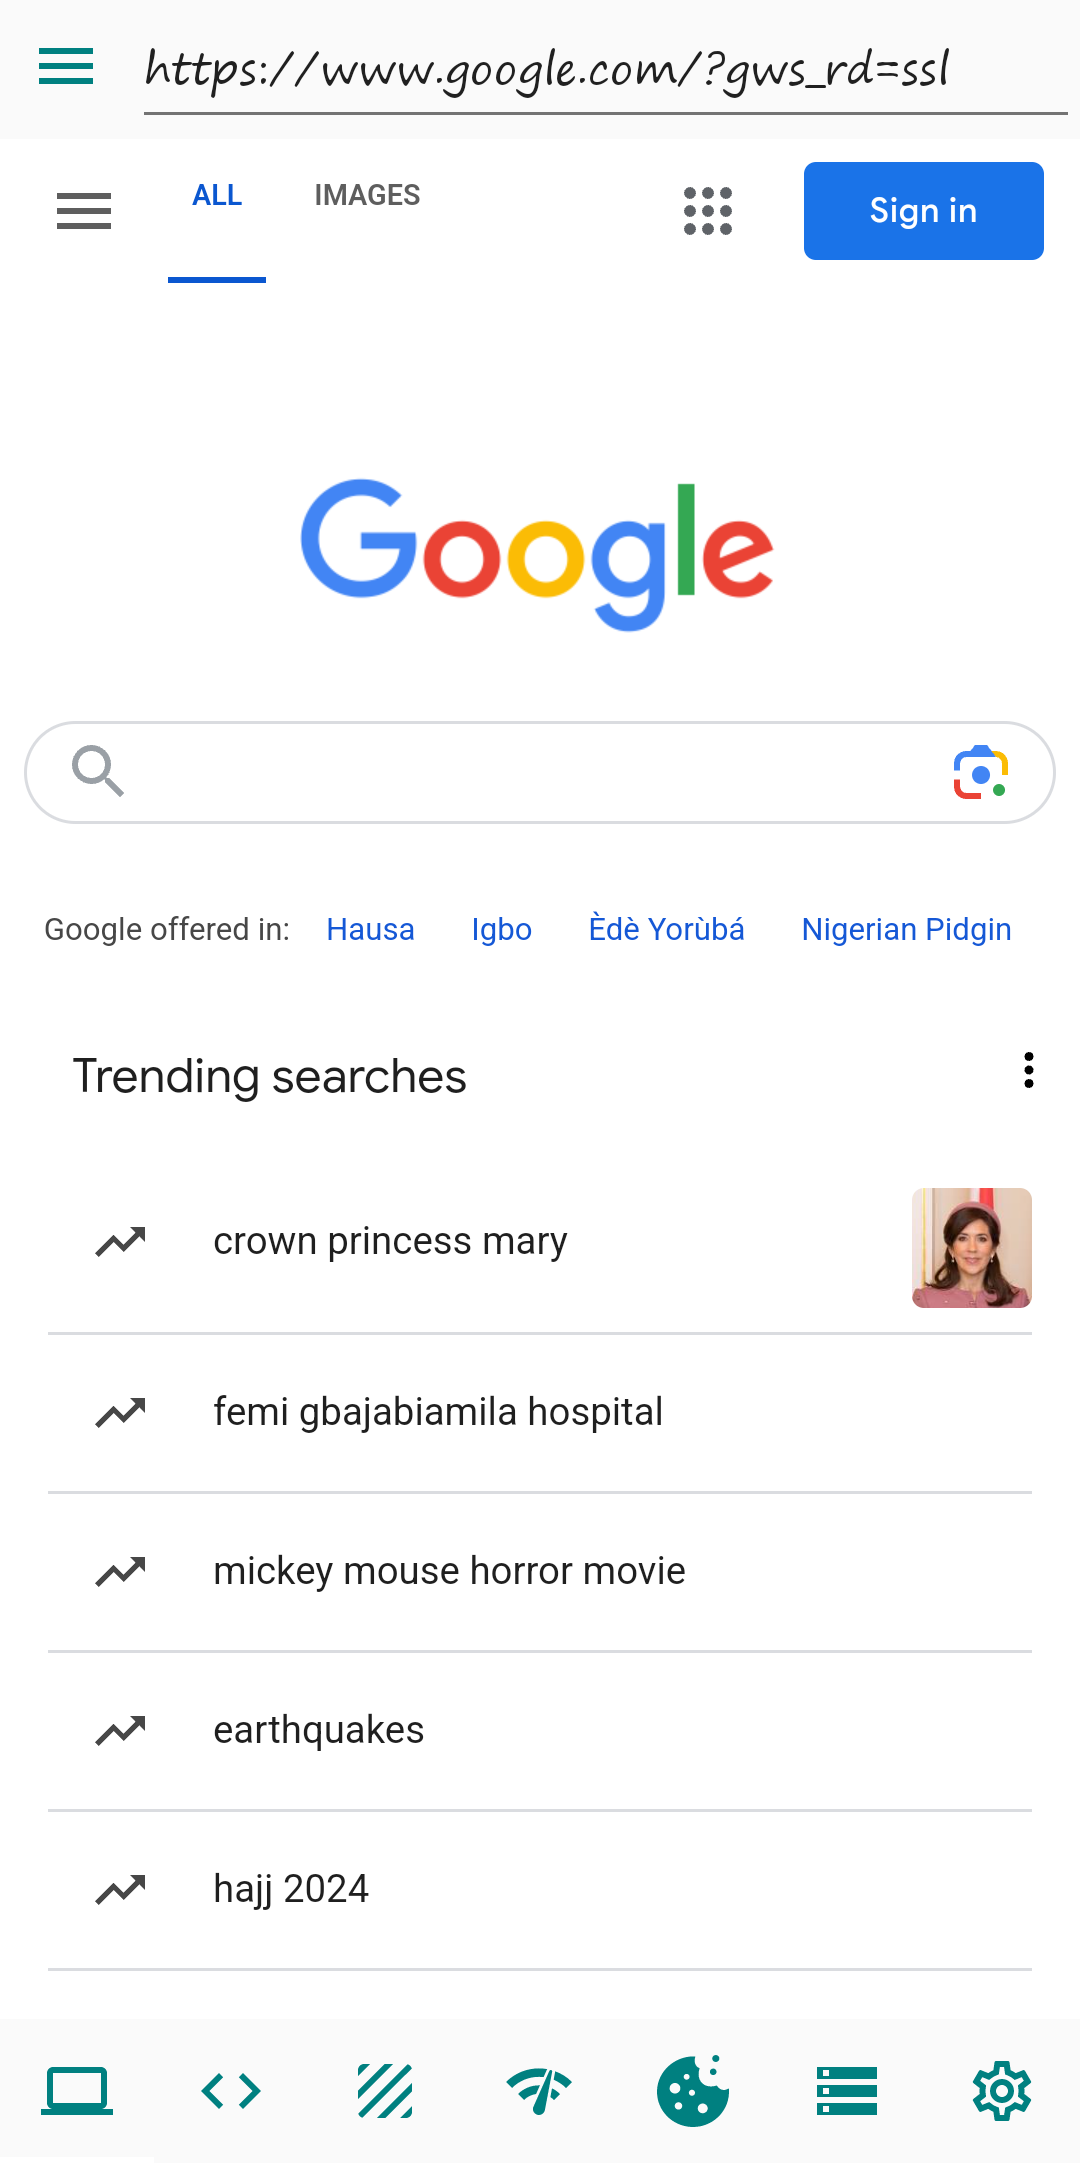 https://www.google.com/?gws_rd=ssl
ALL IMAGES Sign in
Google
Google offered in: Hausa Igbo Èdè Yorùbá Nigerian Pidgin
Trending searches
crown princess mary
femi gbajabiamila hospital
mickey mouse horror movie
earthquakes
hajj 2024